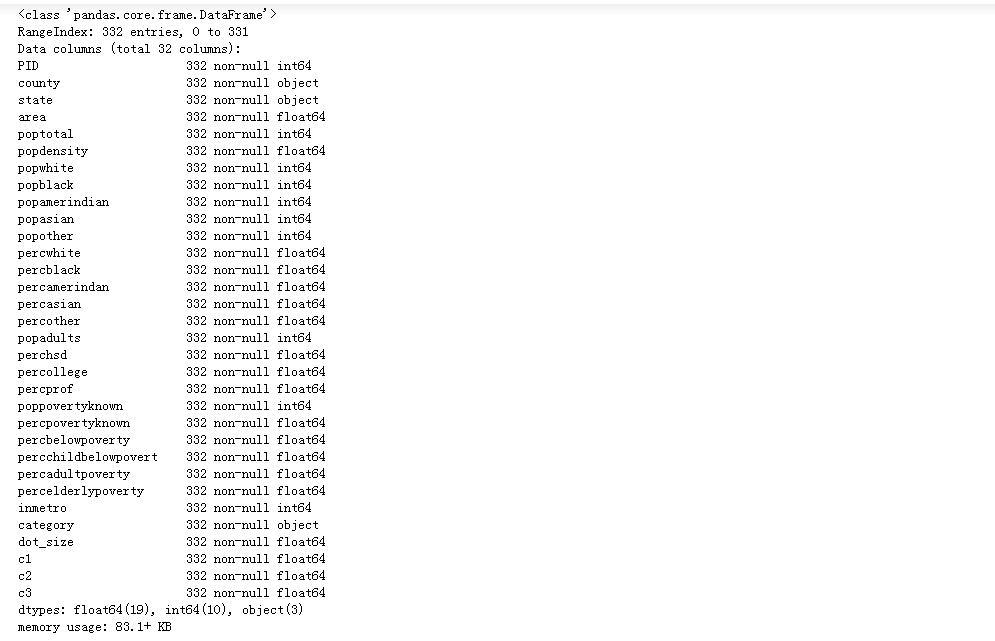 <class 'pandas.core.frame.DataFrame'>
RangeIndex: 332 entries, 0 to 331
Data columns (total 32 columns):
PID                     332 non-null int64
county                  332 non-null object
state                   332 non-null object
area                    332 non-null float64
poptotal                332 non-null int64
popdensity              332 non-null float64
popwhite                332 non-null int64
popblack                332 non-null int64
popamerindian           332 non-null int64
popasian                332 non-null int64
popother                332 non-null int64
percwhite               332 non-null float64
percblack               332 non-null float64
percamerindan           332 non-null float64
percasian               332 non-null float64
percother               332 non-null float64
popadults               332 non-null int64
perchsd                 332 non-null float64
percollege              332 non-null float64
percprof                332 non-null float64
poppovertyknown         332 non-null int64
percpovertyknown        332 non-null float64
percbelowpoverty        332 non-null float64
percchildbelowpovert    332 non-null float64
percadultpoverty        332 non-null float64
percelderlypoverty      332 non-null float64
inmetro                 332 non-null int64
category                332 non-null object
dot_size                332 non-null float64
c1                      332 non-null float64
c2                      332 non-null float64
c3                      332 non-null float64
dtypes: float64(19), int64(10), object(3)
memory usage: 83.1+ KB